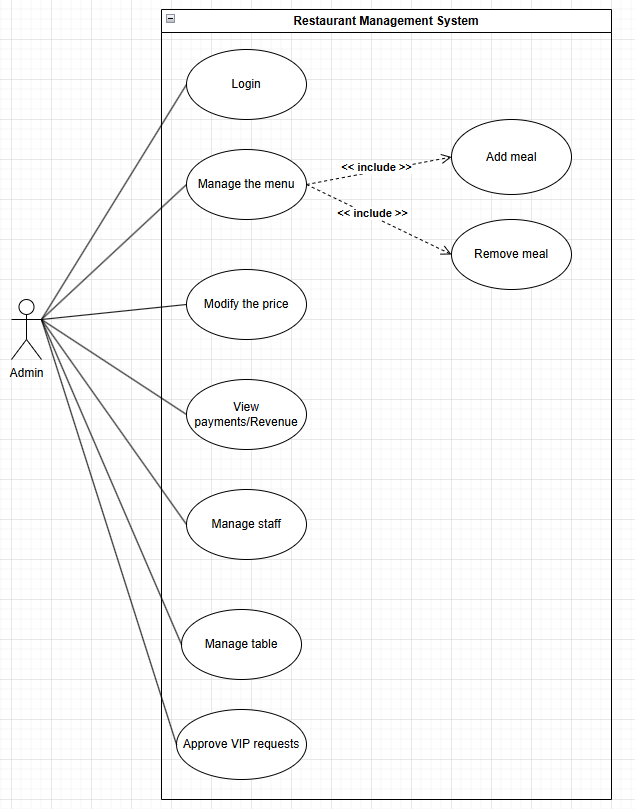 Restaurant Management System
Login
Manage the menu
<< include >>
Add meal
<< include >>
Remove meal
Modify the price
Admin
View
payments/Revenue
Manage staff
Manage table
Approve VIP requests